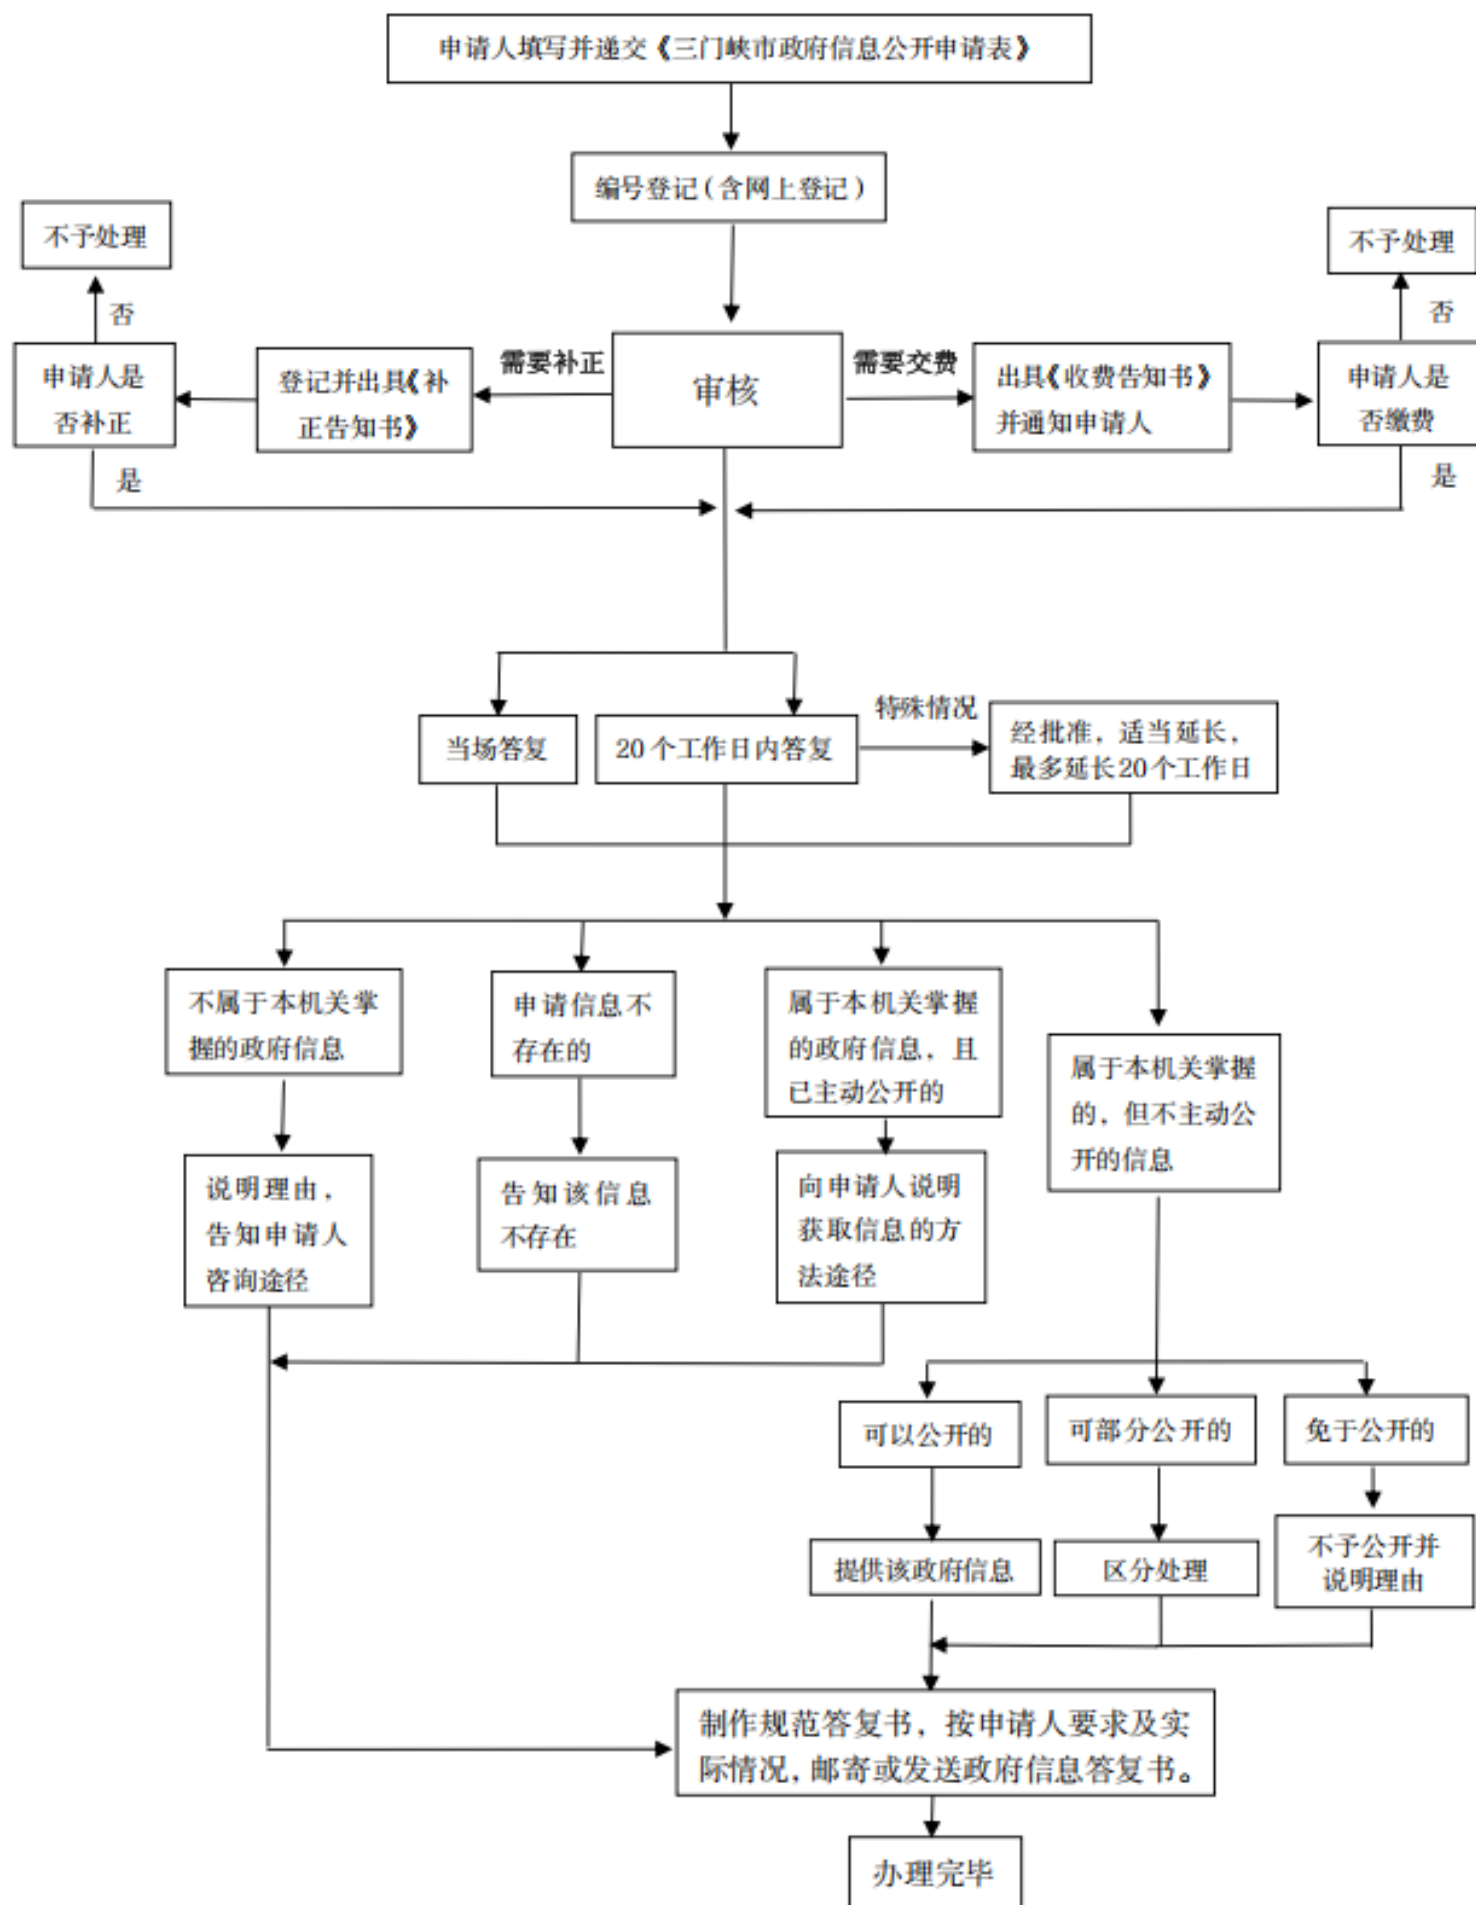 申请人填写并递交《三门峡市政府信息公开申请表》
编号登记(含网上登记)
不予处理
不予处理
否
否
申请人是
否补正
登记并出具《补
正告知书》
需要补正
审核
需要交费
出具《收费告知书》
并通知申请人
申请人是
否缴费
是
是
当场答复
20个工作日内答复
特殊情况
经批准，适当延长，
最多延长20个工作日
不属于本机关掌
握的政府信息
申请信息不
存在的
属于本机关掌握
的政府信息，且
已主动公开的
属于本机关掌握
的，但不主动公
开的信息
说明理由，
告知申请人
咨询途径
告知该信息
不存在
向申请人说明
获取信息的方
法途径
可以公开的
可部分公开的
免于公开的
提供该政府信息
区分处理
不予公开并
说明理由
制作规范答复书，按申请人要求及实
际情况，邮寄或发送政府信息答复书。
办理完毕